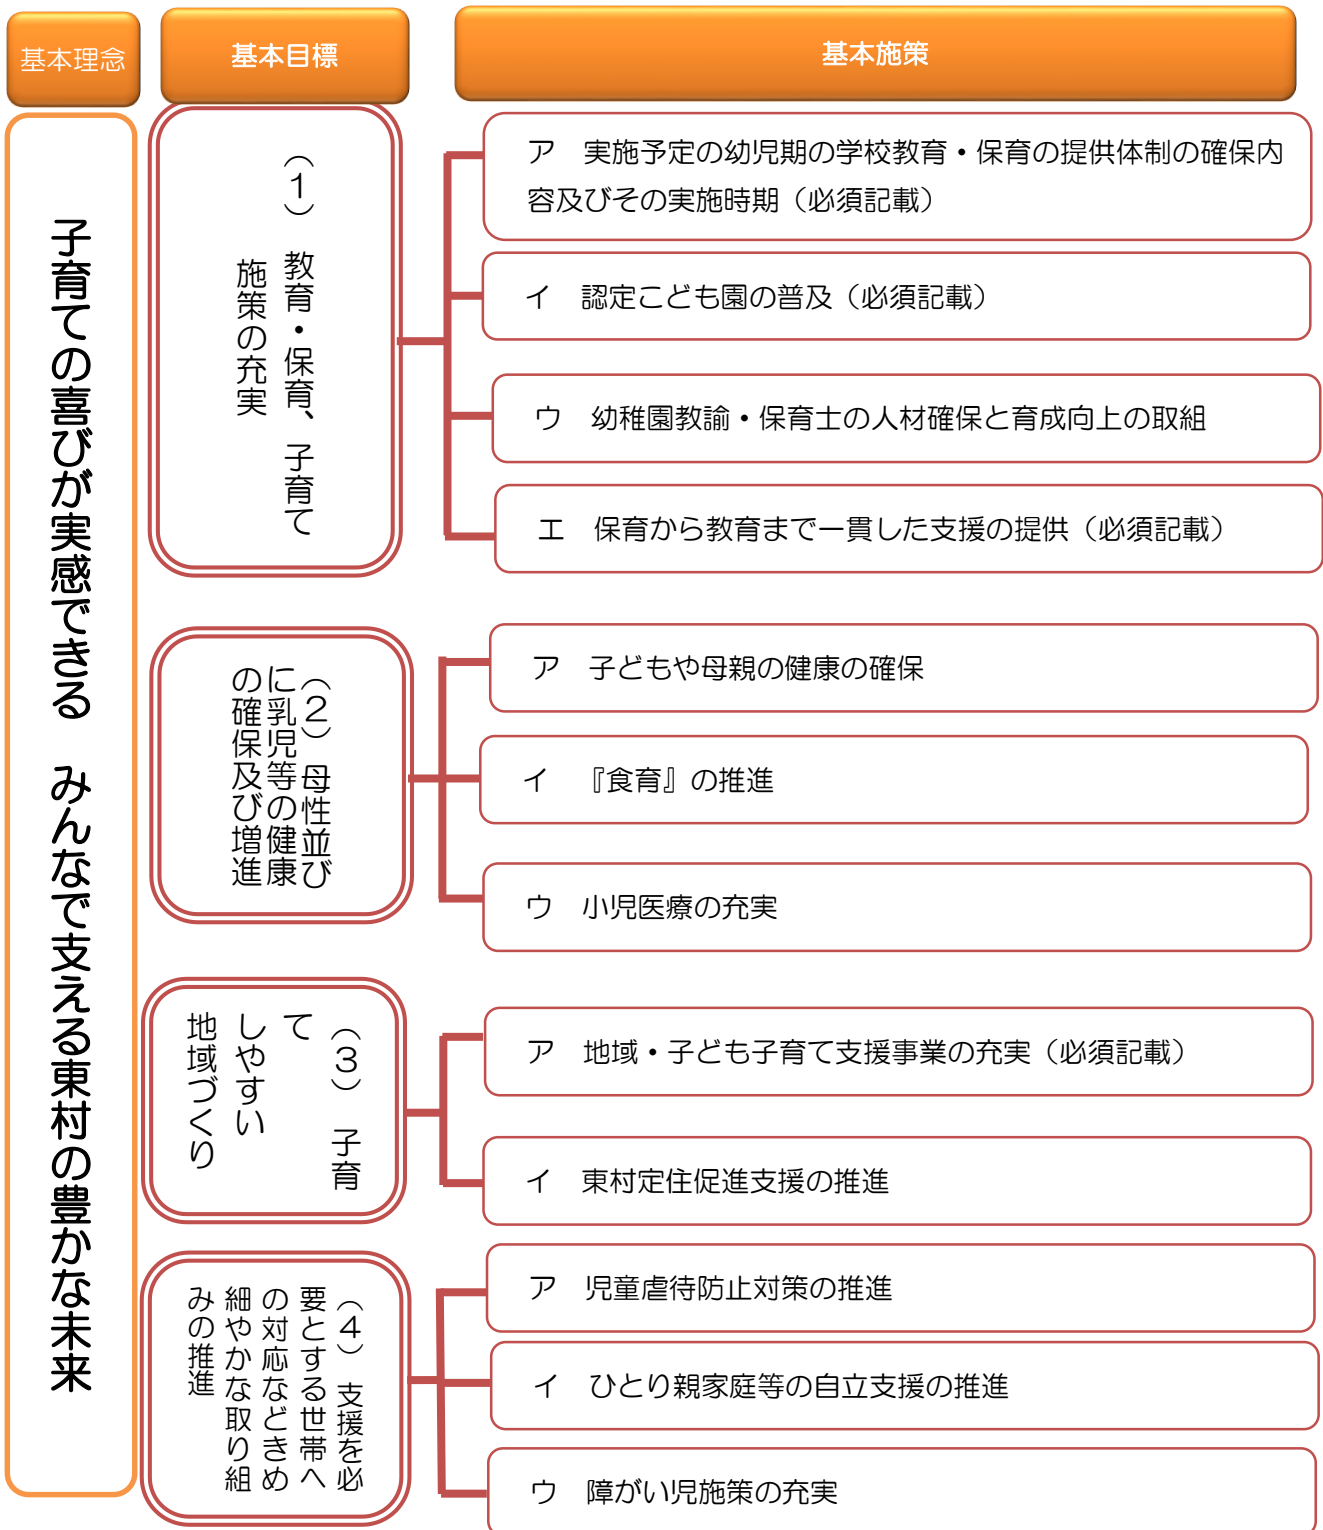 基本理念
基本目標
基本施策
子育ての喜びが実感できる　みんなで支える東村の豊かな未来
（１）　教育・保育、子育て
施策の充実
ア　実施予定の幼児期の学校教育・保育の提供体制の確保内
容及びその実施時期（必須記載）
イ　認定こども園の普及（必須記載）
ウ　幼稚園教諭・保育士の人材確保と育成向上の取組
エ　保育から教育まで一貫した支援の提供（必須記載）
（２）母性並び
に乳児等の健康
の確保及び増進
ア　子どもや母親の健康の確保
イ　『食育』の推進
ウ　小児医療の充実
（３）　子育
て
しやすい
地域づくり
ア　地域・子ども子育て支援事業の充実（必須記載）
イ　東村定住促進支援の推進
（４）　支援を必
要とする世帯へ
の対応などきめ
細やかな取り組
みの推進
ア　児童虐待防止対策の推進
イ　ひとり親家庭等の自立支援の推進
ウ　障がい児施策の充実